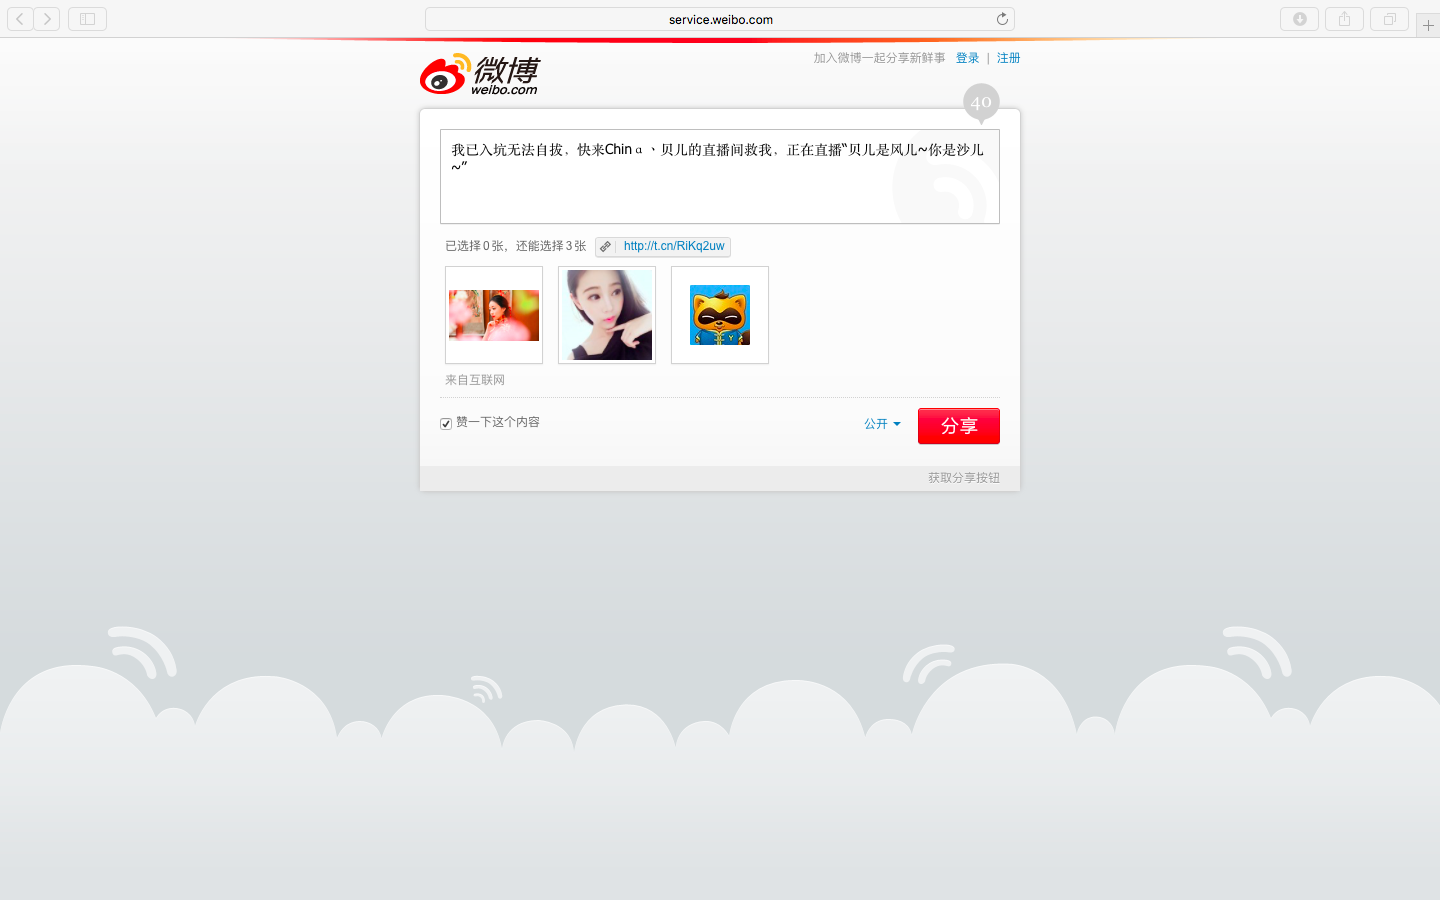 service.weibo.com
微博
weibo.com
加入微博一起分享新鲜事 登录 | 注册
40
我已入坑无法自拔，快来Chinα丶贝儿的直播间救我，正在直播“贝儿是风儿~你是沙儿
~”
已选择0张，还能选择3张 http://t.cn/RiKq2uw
来自互联网
赞一下这个内容
公开
分享
获取分享按钮